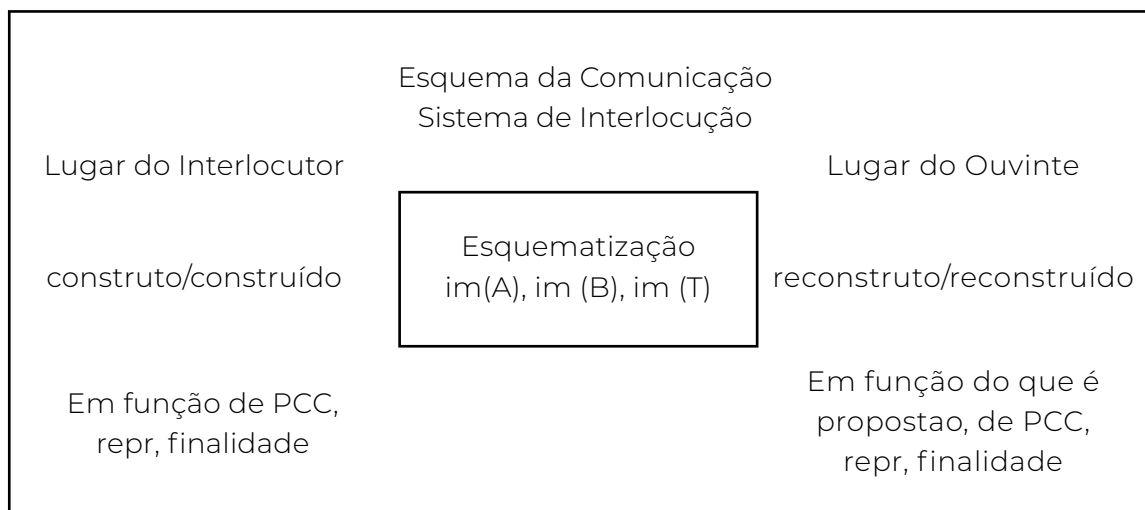 Esquema da Comunicação
Sistema de Interlocução
Lugar do Interlocutor
Lugar do Ouvinte
construto/construído
Esquematização
im(A), im (B), im (T)
reconstruto/reconstruído
Em função de PCC,
repr, finalidade
Em função do que é
propostao, de PCC,
repr, finalidade